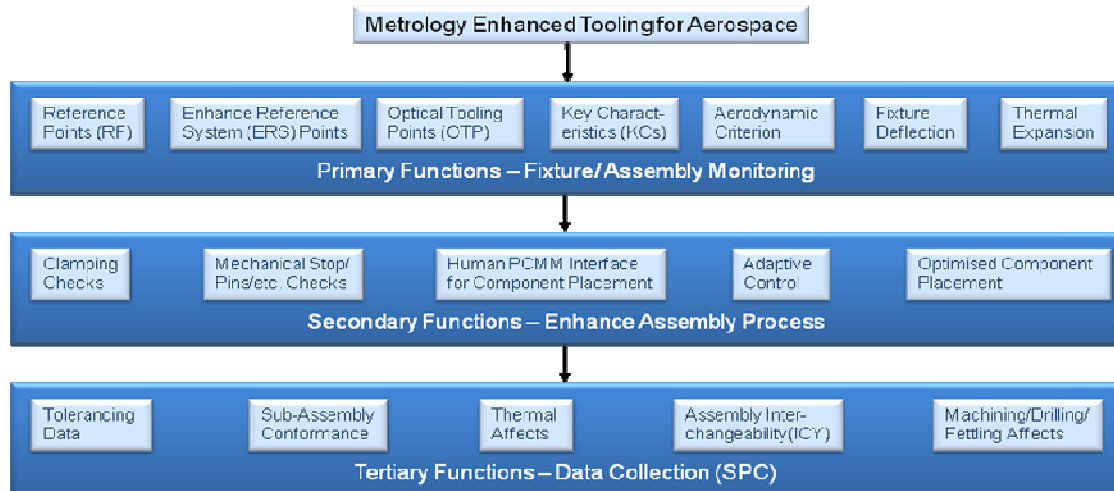 Metrology Enhanced Tooling for Aerospace
Reference
Points (RF)
Enhance Reference
System (ERS) Points
Optical Tooling
Points (OTP)
Key Charact-
eristics (KCs)
Aerodynamic
Criterion
Fixture
Deflection
Thermal
Expansion
Primary Functions – Fixture/Assembly Monitoring
Clamping
Checks
Mechanical Stop/
Pins/etc. Checks
Human PCMM Interface
for Component Placement
Adaptive
Control
Optimised Component
Placement
Secondary Functions – Enhance Assembly Process
Tolerancing
Data
Sub-Assembly
Conformance
Thermal
Affects
Assembly Inter-
changeability(ICY)
Machining/Drilling/
Fettling Affects
Tertiary Functions – Data Collection (SPC)